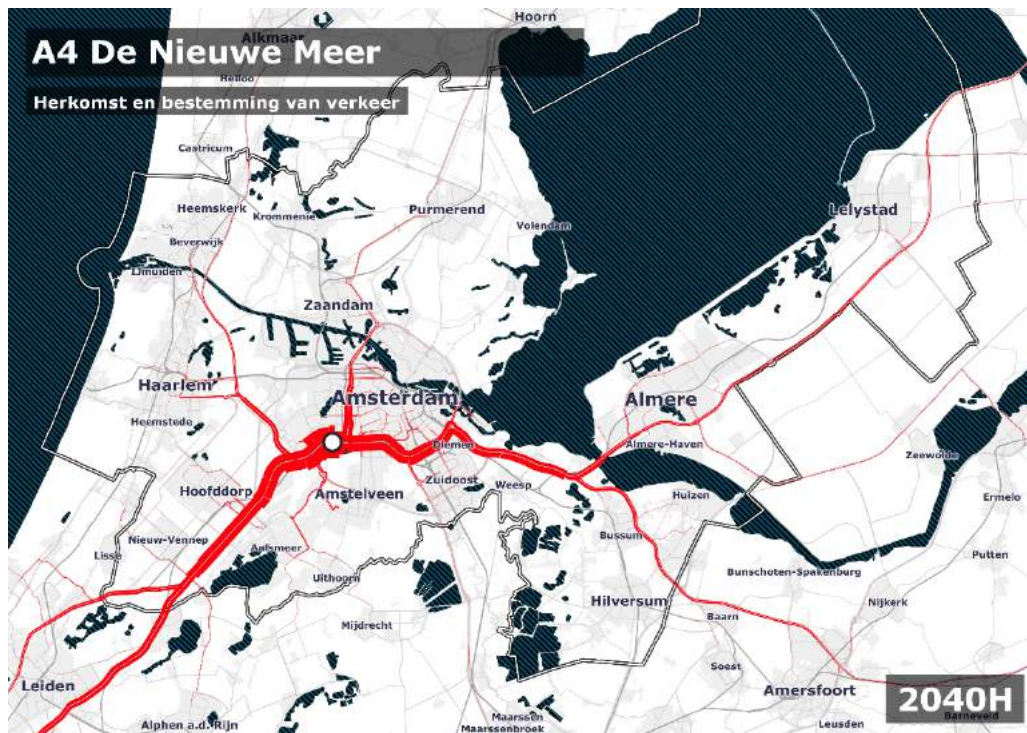 Hoorn
Alkmaar
A4 De Nieuwe Meer
Heiloo
Herkomst en bestemming van verkeer
Castricum
Heemskerk
Krommenie
Purmerend
Lelystad
Volendam
Beverwijk
IJmuiden
Zaandam
Haarlem
Amsterdam
Almere
Heemstede
Diemen
Almere-Haven
Zeewolde
Zuidoost
Weesp
Hoofddorp
Amstelveen
Huizen
Ermelo
Nieuw-Vennep
Bussum
Lisse
Aalsmeer
Putten
Uithoorn
Bunschoten-Spakenburg
Hilversum
Nijkerk
Baarn
Mijdrecht
Soest
Leiden
Amersfoort
2040H
Maarssen
Barneveld
Alphen a.d. Rijn
Maarssenbroek
Leusden